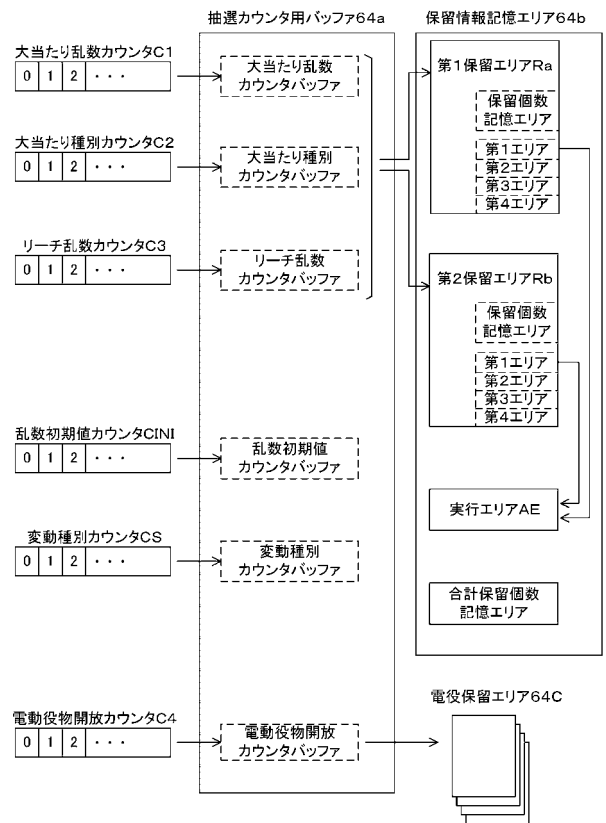 抽選カウンタ用バッファ64a
保留情報記憶エリア64b
大当たり乱数カウンタC1
0 1 2 ・・・
大当たり乱数
カウンタバッファ
第1保留エリアRa
保留個数
記憶エリア
第1エリア
第2エリア
第3エリア
第4エリア
大当たり種別カウンタC2
0 1 2 ・・・
大当たり種別
カウンタバッファ
リーチ乱数カウンタC3
0 1 2 ・・・
リーチ乱数
カウンタバッファ
第2保留エリアRb
保留個数
記憶エリア
第1エリア
第2エリア
第3エリア
第4エリア
乱数初期値カウンタCINI
0 1 2 ・・・
乱数初期値
カウンタバッファ
実行エリアAE
変動種別カウンタCS
0 1 2 ・・・
変動種別
カウンタバッファ
合計保留個数
記憶エリア
電動役物開放カウンタC4
0 1 2 ・・・
電動役物開放
カウンタバッファ
電役保留エリア64C